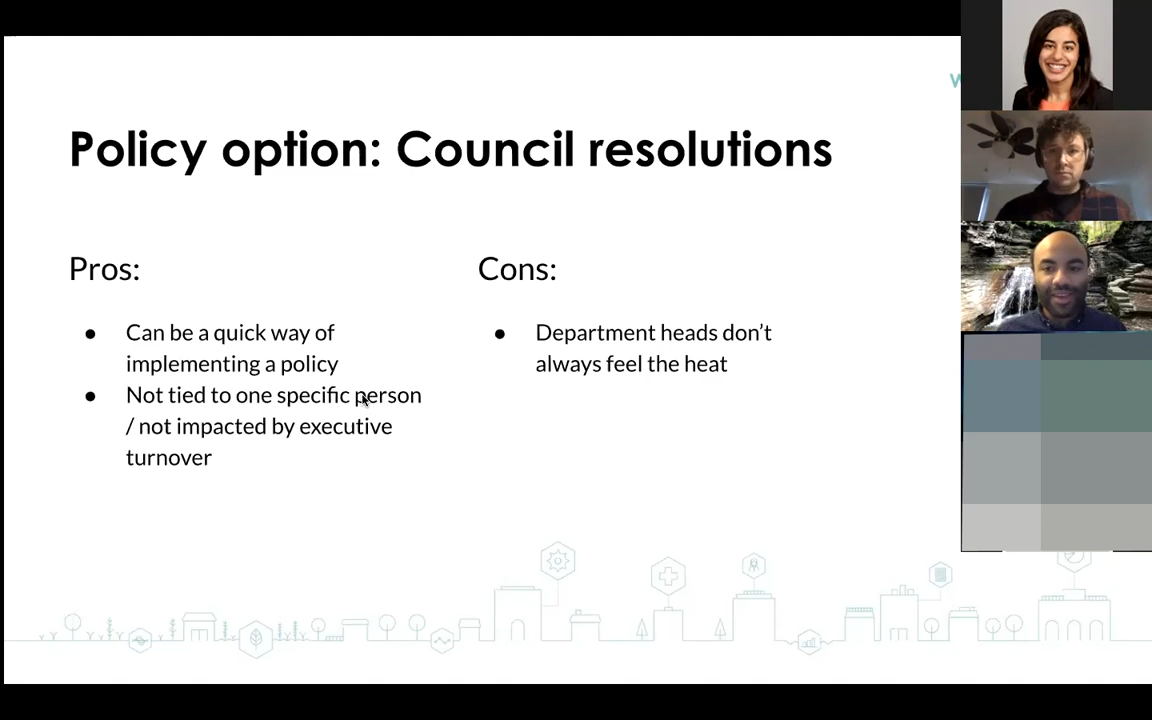 Policy option: Council resolutions
Pros:
● Can be a quick way of
implementing a policy
● Not tied to one specific person
/ not impacted by executive
turnover
Cons:
● Department heads don’t
always feel the heat